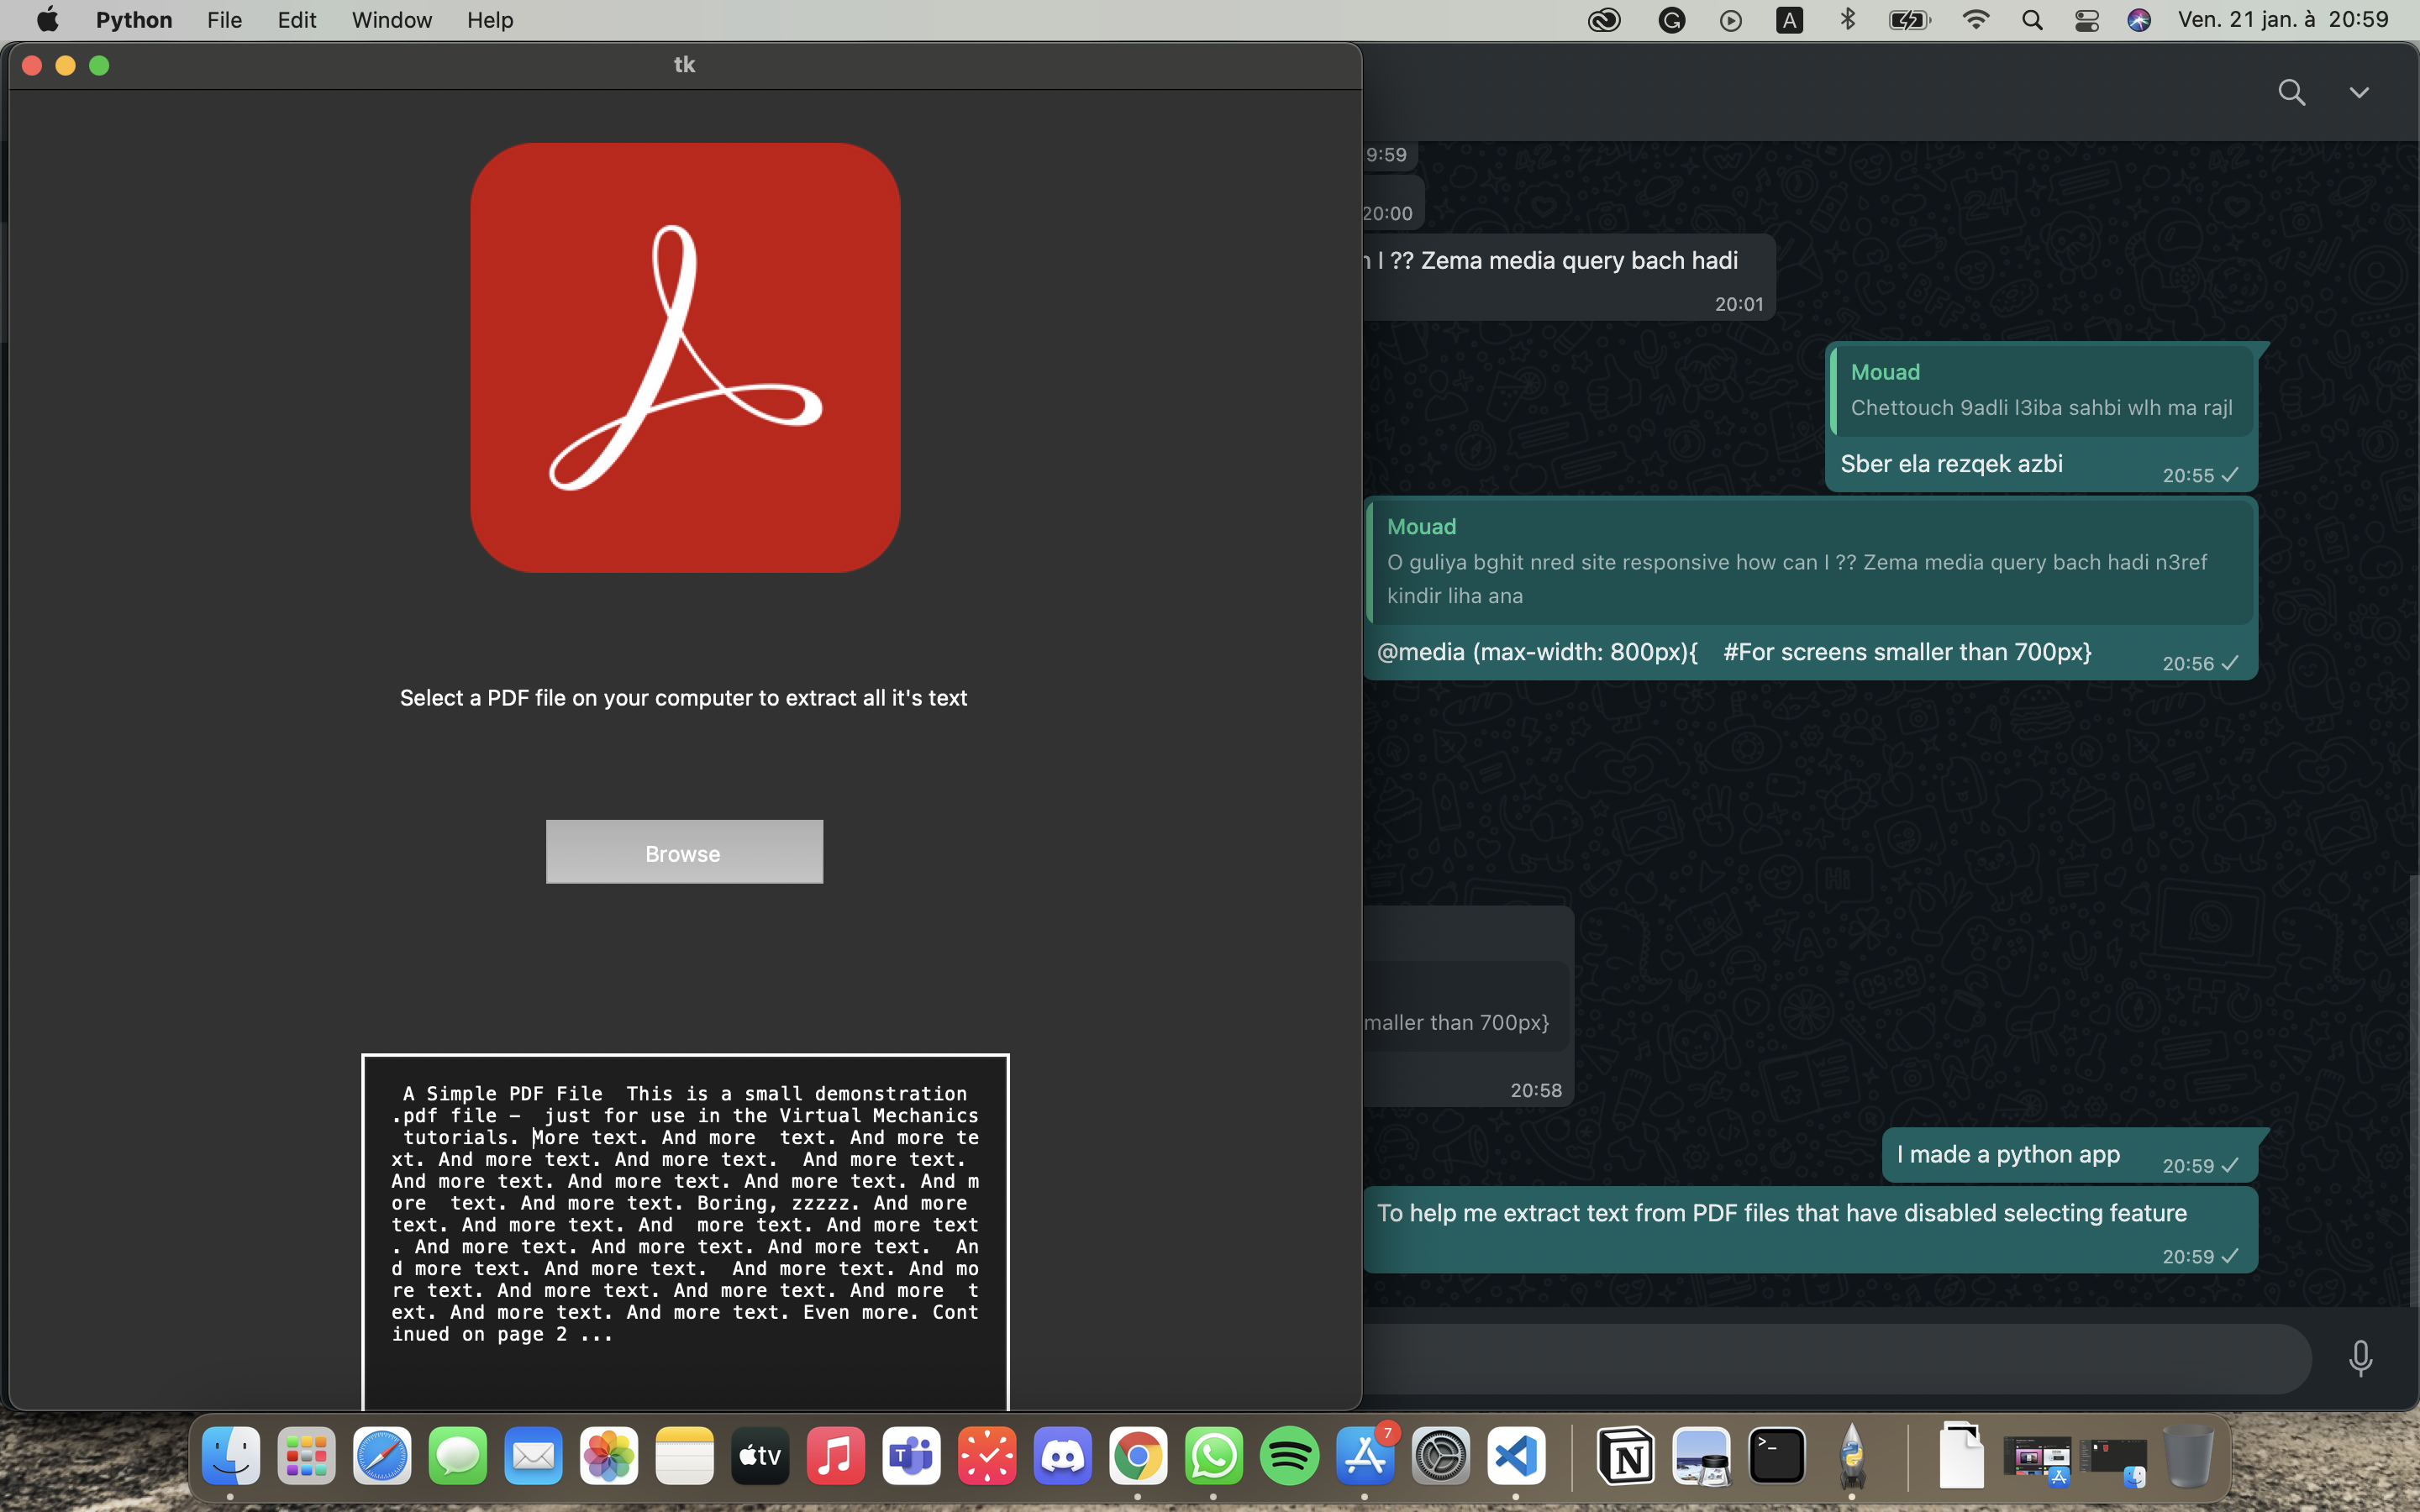 Python File Edit Window Help
A
Ven. 21 jan. à 20:59
tk
Select a PDF file on your computer to extract all it's text
Browse
A Simple PDF File  This is a small demonstration
.pdf file –  just for use in the Virtual Mechanics
tutorials. More text. And more  text. And more te
xt. And more text. And more text.  And more text.
And more text. And more text. And more text. And m
ore  text. And more text. Boring, zzzzz. And more
text. And more text. And  more text. And more text
. And more text. And more text. And more text.  An
d more text. And more text.  And more text. And mo
re text. And more text. And more text. And more  t
ext. And more text. And more text. Even more. Cont
inued on page 2 ...
9:59
20:00
I ?? Zema media query bach hadi
20:01
Mouad
Chettouch 9adli l3iba sahbi wlh ma rajl
Sber ela rezqek azbi
20:55
Mouad
O guliya bghit nred site responsive how can I ?? Zema media query bach hadi n3ref
kindir liha ana
@media (max-width: 800px){    #For screens smaller than 700px}
20:56
maller than 700px}
20:58
I made a python app
20:59
To help me extract text from PDF files that have disabled selecting feature
20:59
tv
T
7
N
>_